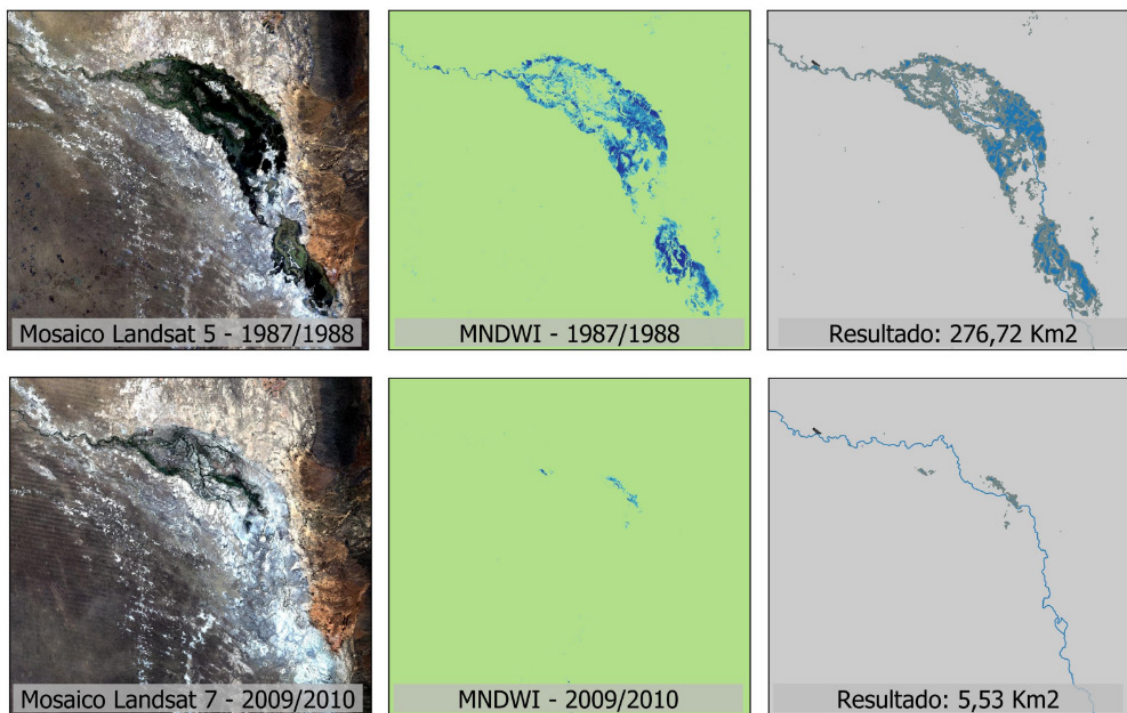 Mosaico Landsat 5 - 1987/1988
MNDWI - 1987/1988
Resultado: 276,72 Km2
Mosaico Landsat 7 - 2009/2010
MNDWI - 2009/2010
Resultado: 5,53 Km2